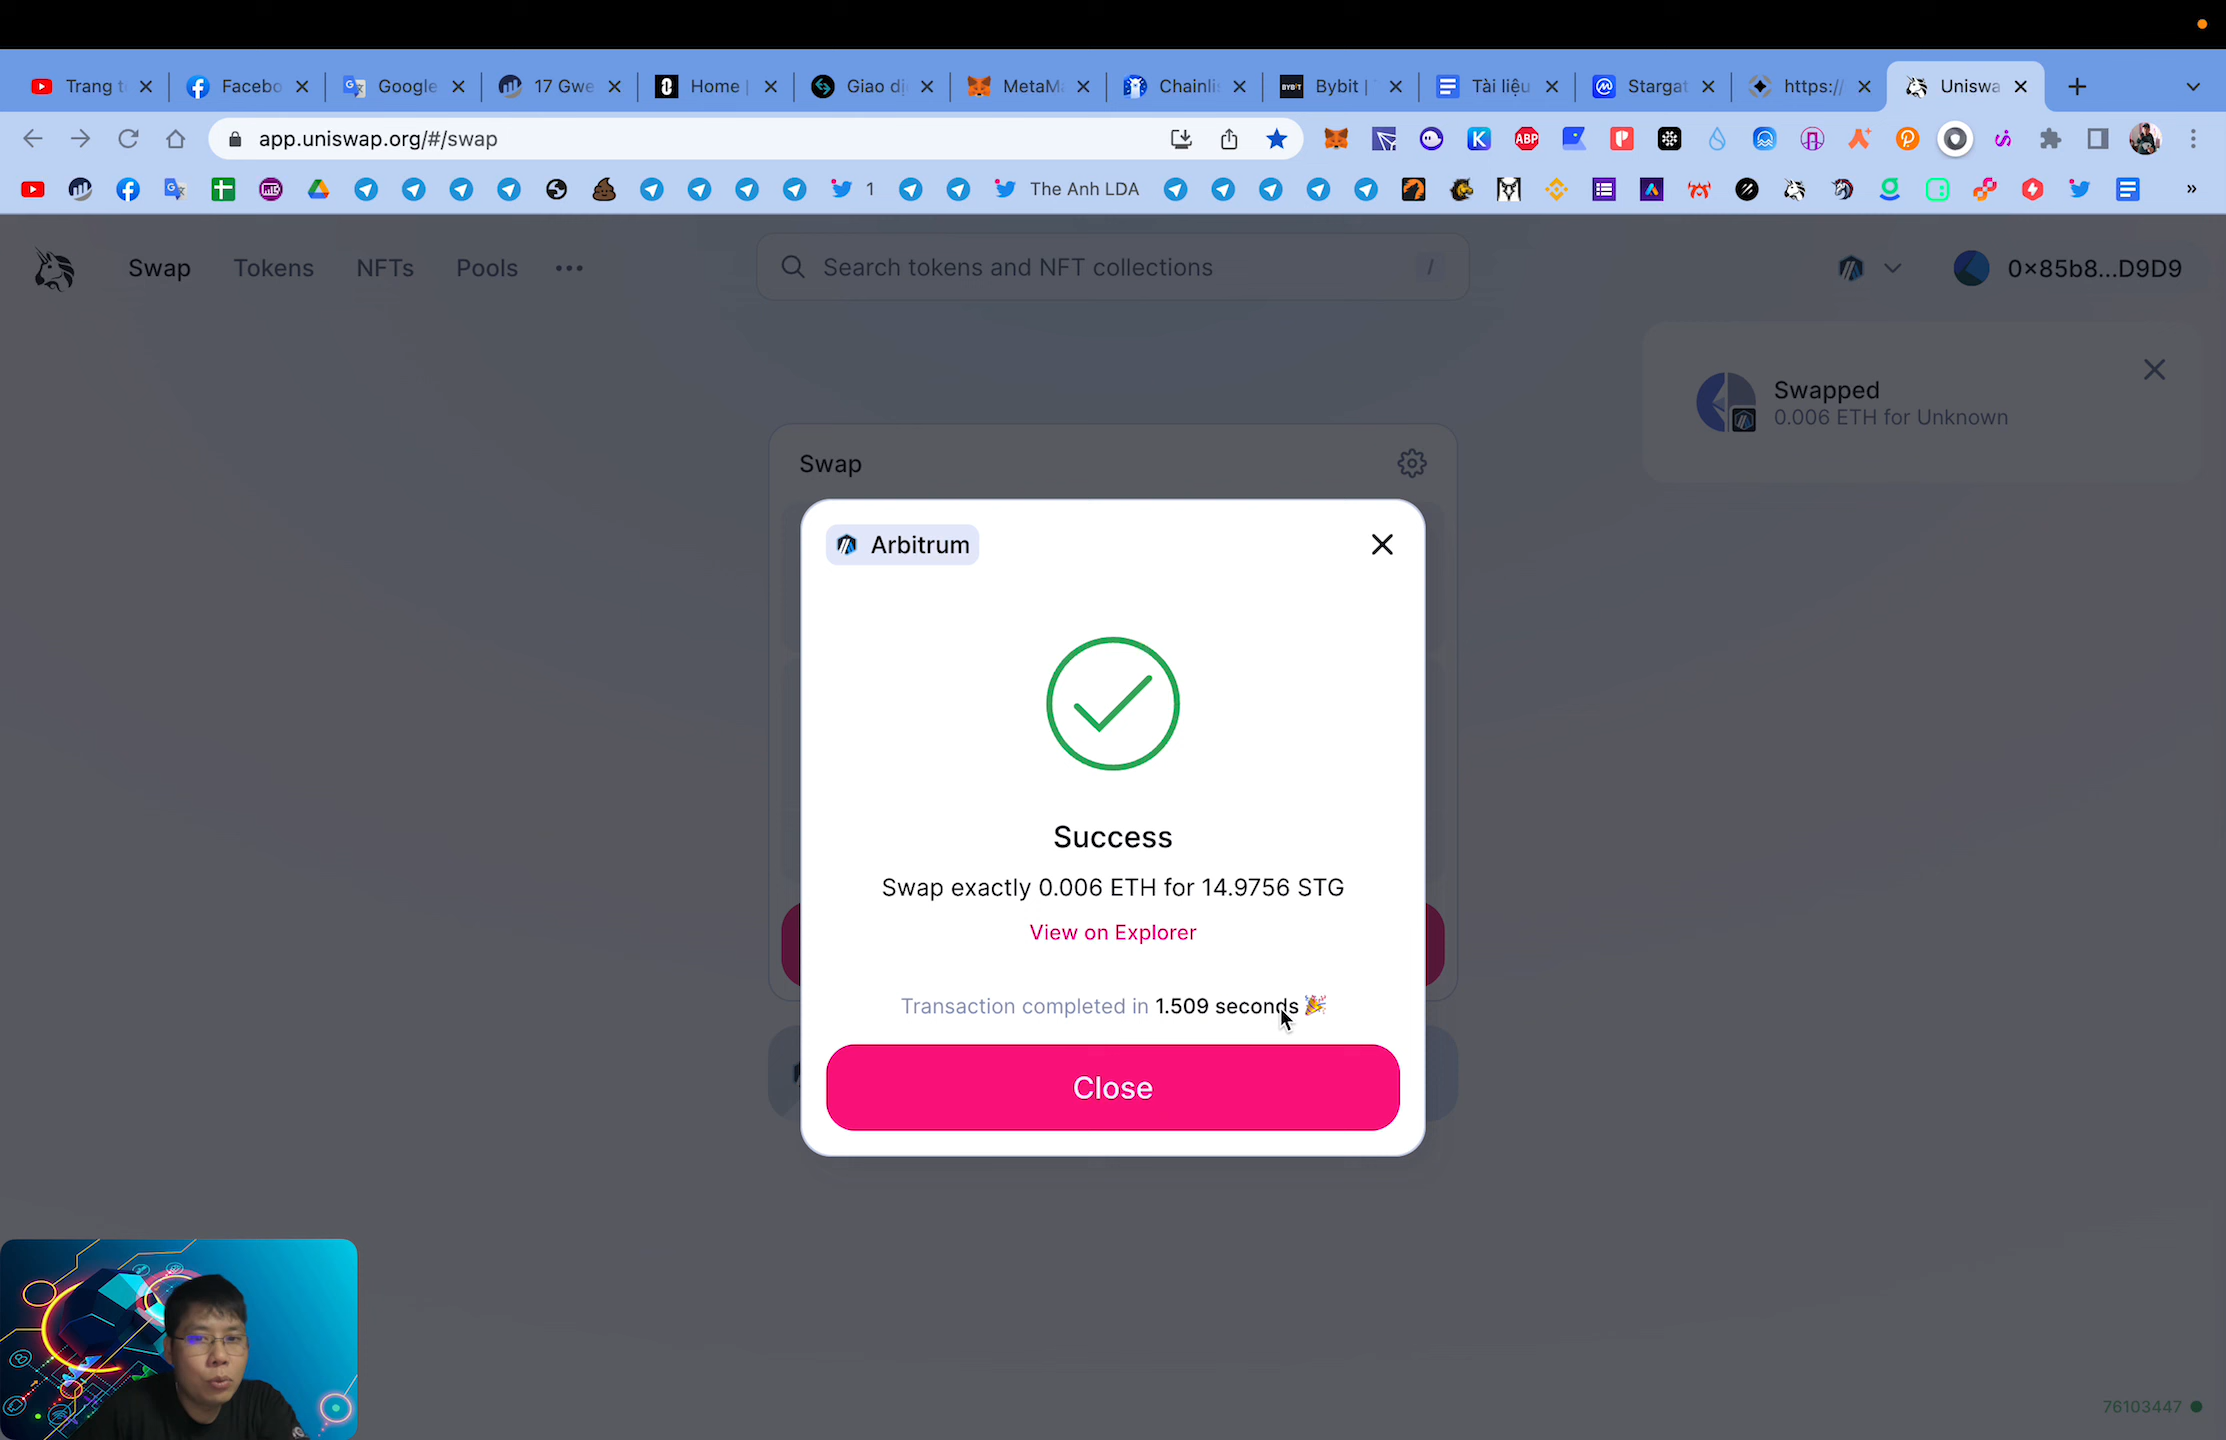 Trang t
Facebo
Google
17 Gwe
Home |
Giao dị
MetaM
Chainli
Bybit | T
Tài liệu
Stargat
https://
Uniswa
app.uniswap.org/#/swap
1
The Anh LDA
»
Swap
Tokens
NFTs
Pools
Search tokens and NFT collections
/
0×85b8...D9D9
Swapped
0.006 ETH for Unknown
Swap
Arbitrum
Success
Swap exactly 0.006 ETH for 14.9756 STG
View on Explorer
Transaction completed in 1.509 seconds 🎉
Close
76103447